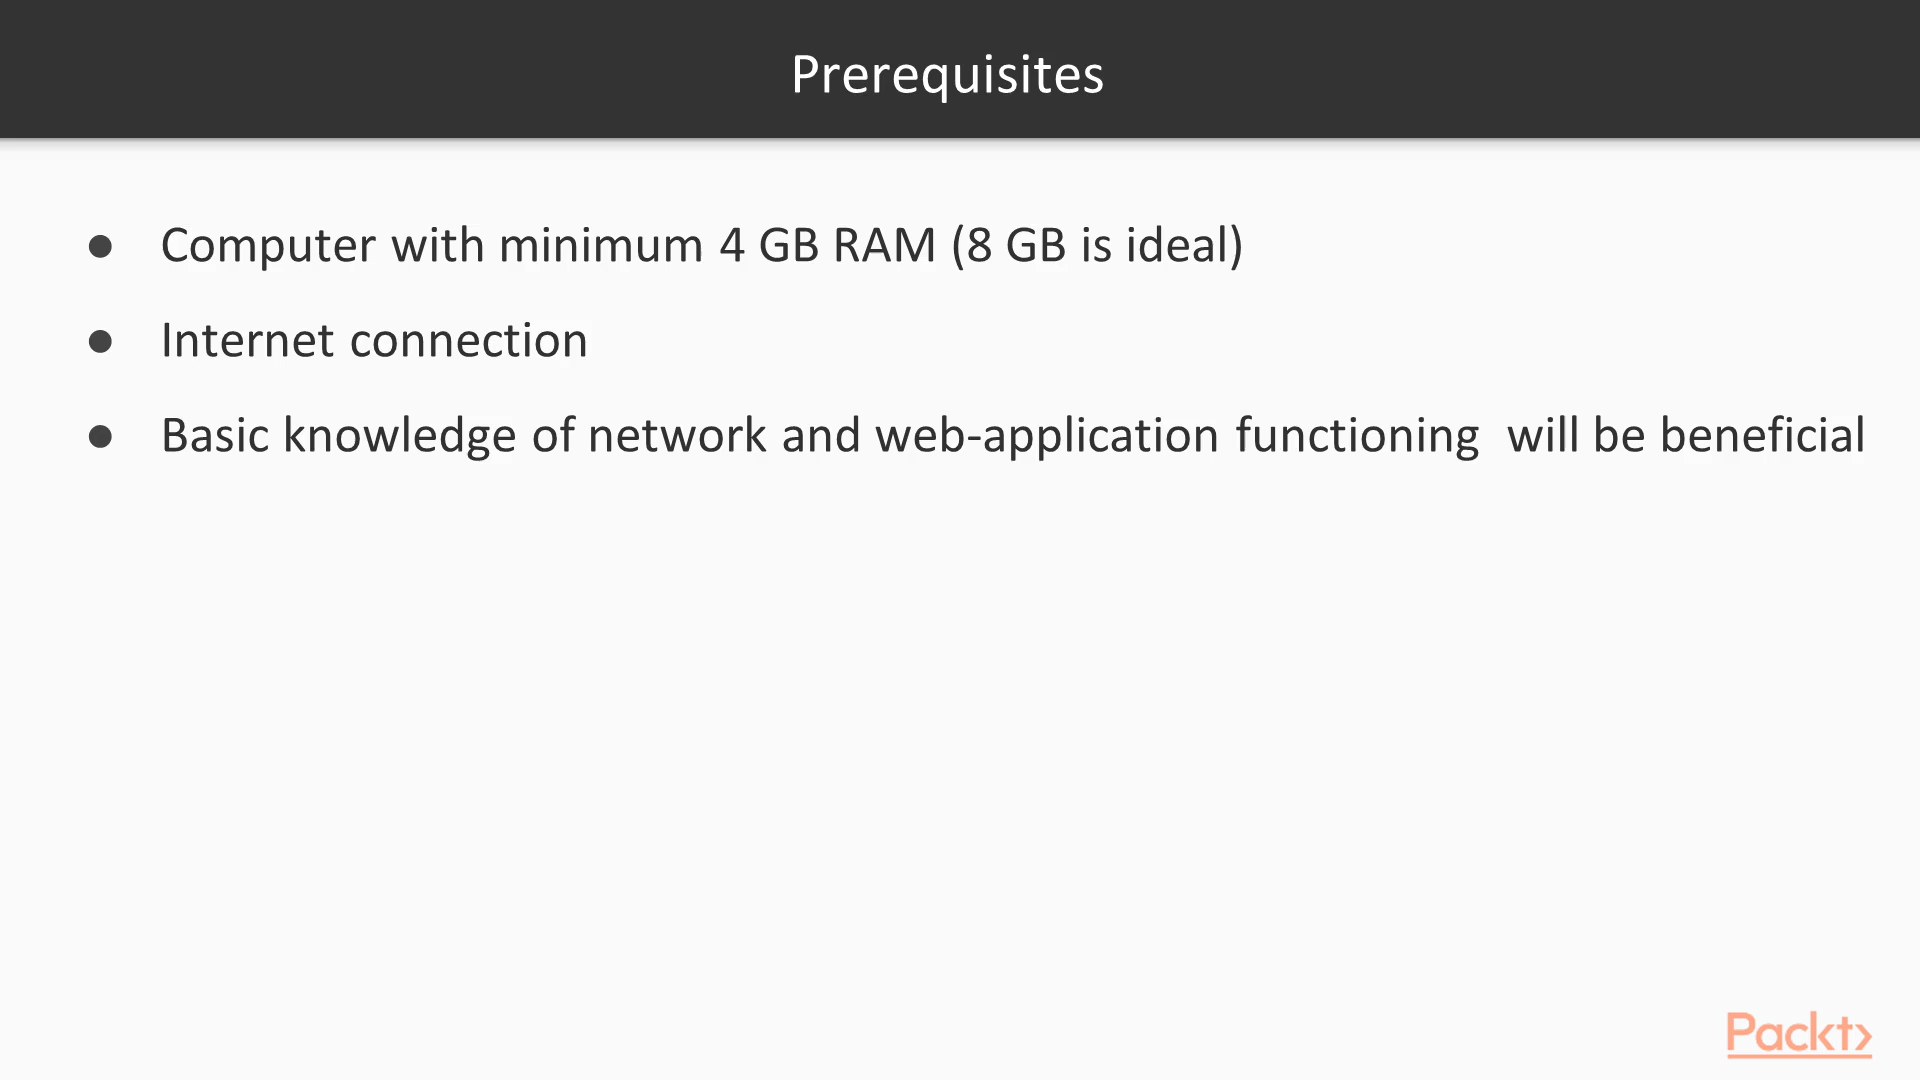 Prerequisites
● Computer with minimum 4 GB RAM (8 GB is ideal)
● Internet connection
● Basic knowledge of network and web-application functioning  will be beneficial
Packt>